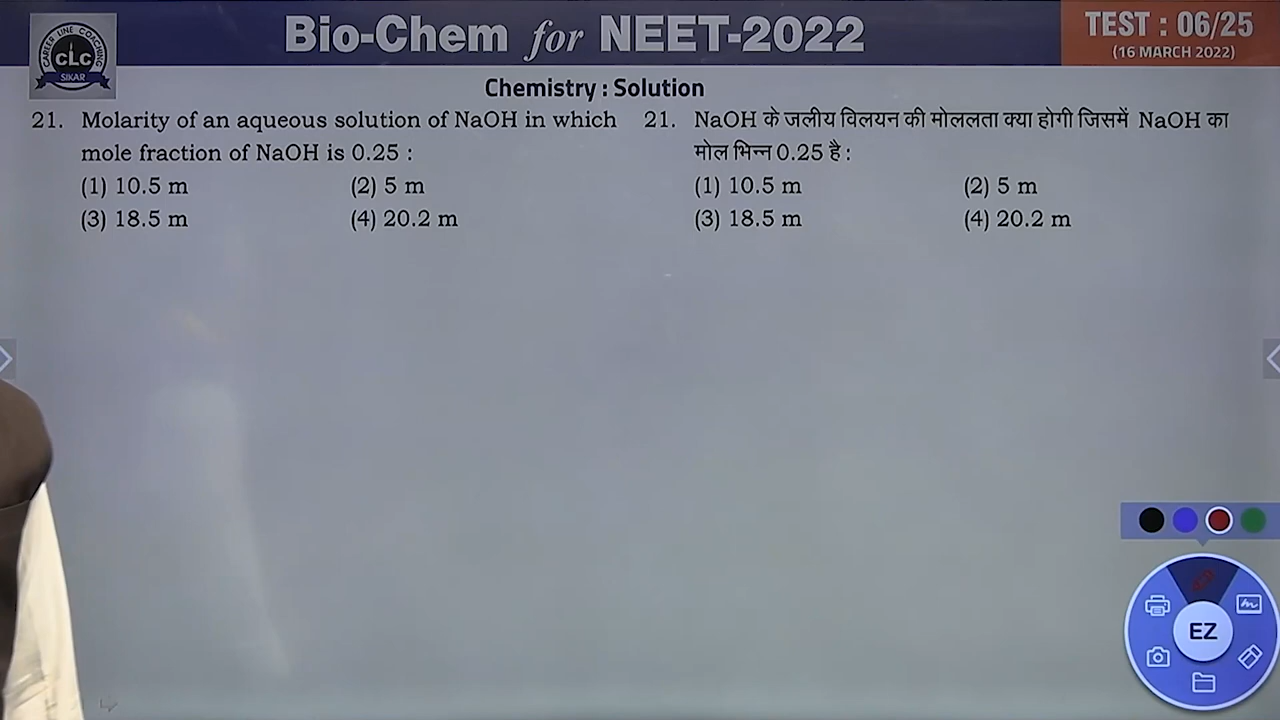 CAREER LINE COACHING
CLC
SIKAR
Bio-Chem for NEET-2022
TEST : 06/25
(16 MARCH 2022)
Chemistry : Solution
21. Molarity of an aqueous solution of NaOH in which
mole fraction of NaOH is 0.25 :
(1) 10.5 m (2) 5 m
(3) 18.5 m (4) 20.2 m
21. NaOH के जलीय विलयन की मोललता क्या होगी जिसमें NaOH का
मोल भिन्न 0.25 है :
(1) 10.5 m (2) 5 m
(3) 18.5 m (4) 20.2 m
EZ